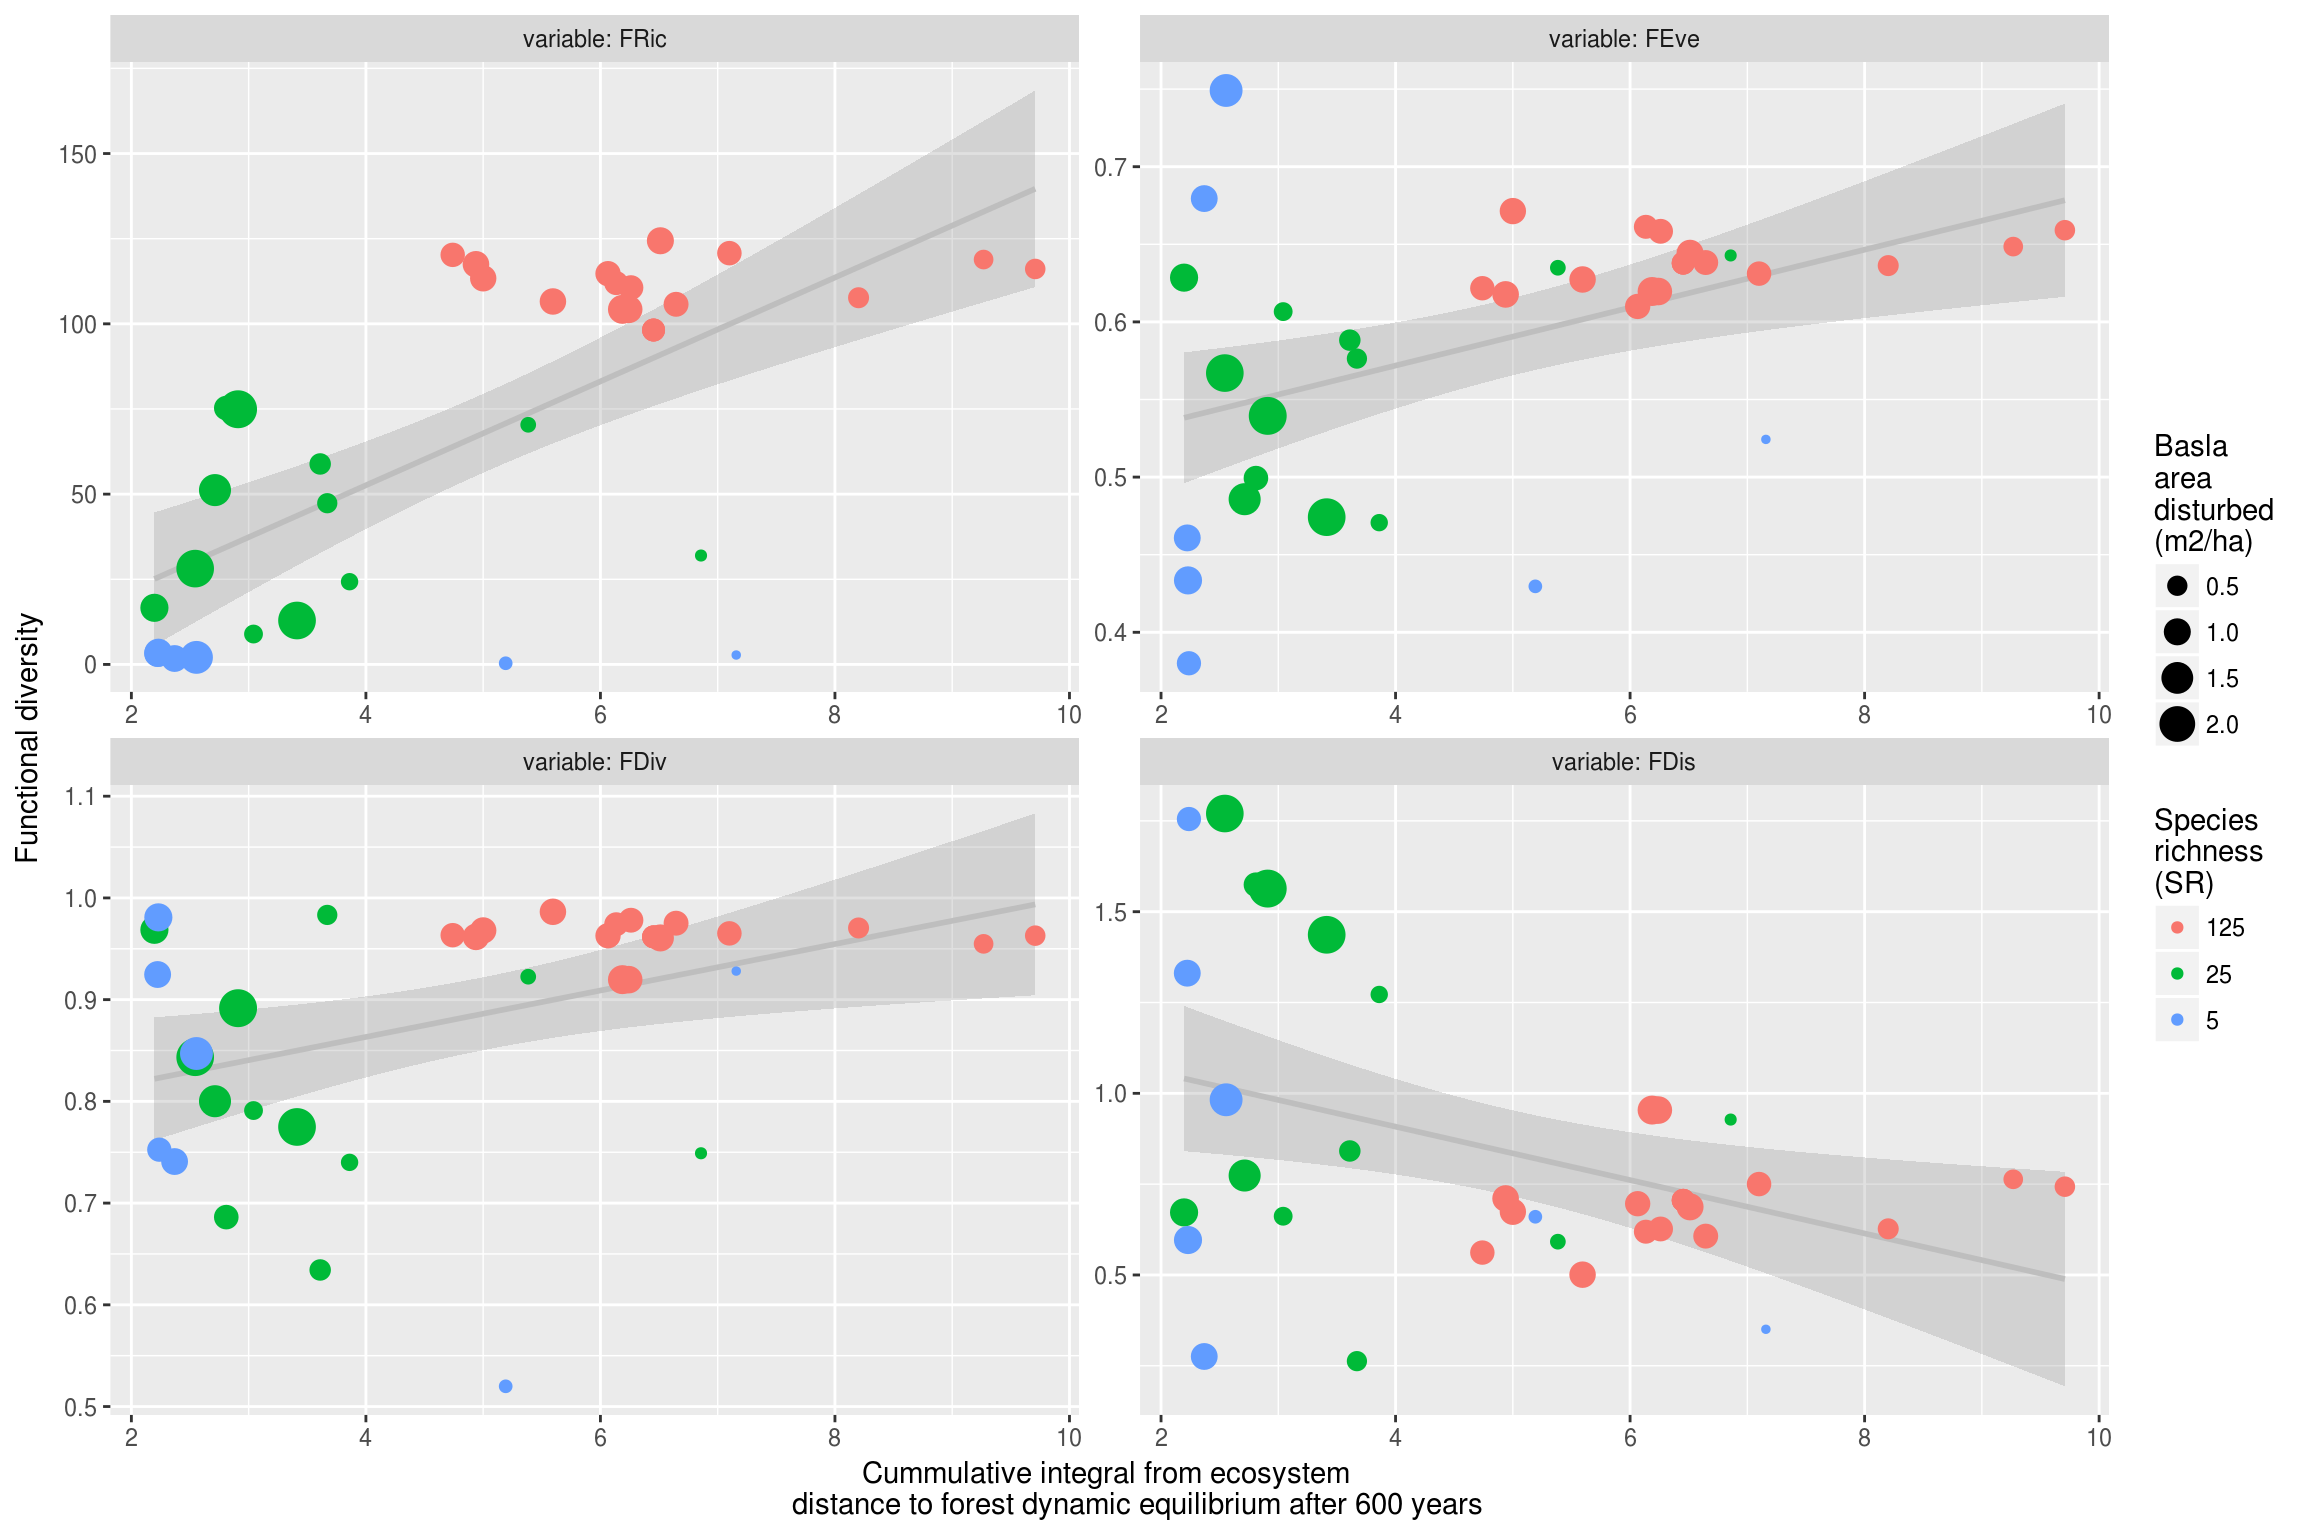 variable: FRic
variable: FEve
150
100
50
0
0.7
0.6
0.5
0.4
2 4 6 8 10
2 4 6 8 10
variable: FDiv
variable: FDis
1.1
1.0
0.9
0.8
0.7
0.6
0.5
1.5
1.0
0.5
2 4 6 8 10
2 4 6 8 10
Functional diversity
Cummulative integral from ecosystem
distance to forest dynamic equilibrium after 600 years
Basla
area
disturbed
(m2/ha)
0.5
1.0
1.5
2.0
Species
richness
(SR)
125
25
5